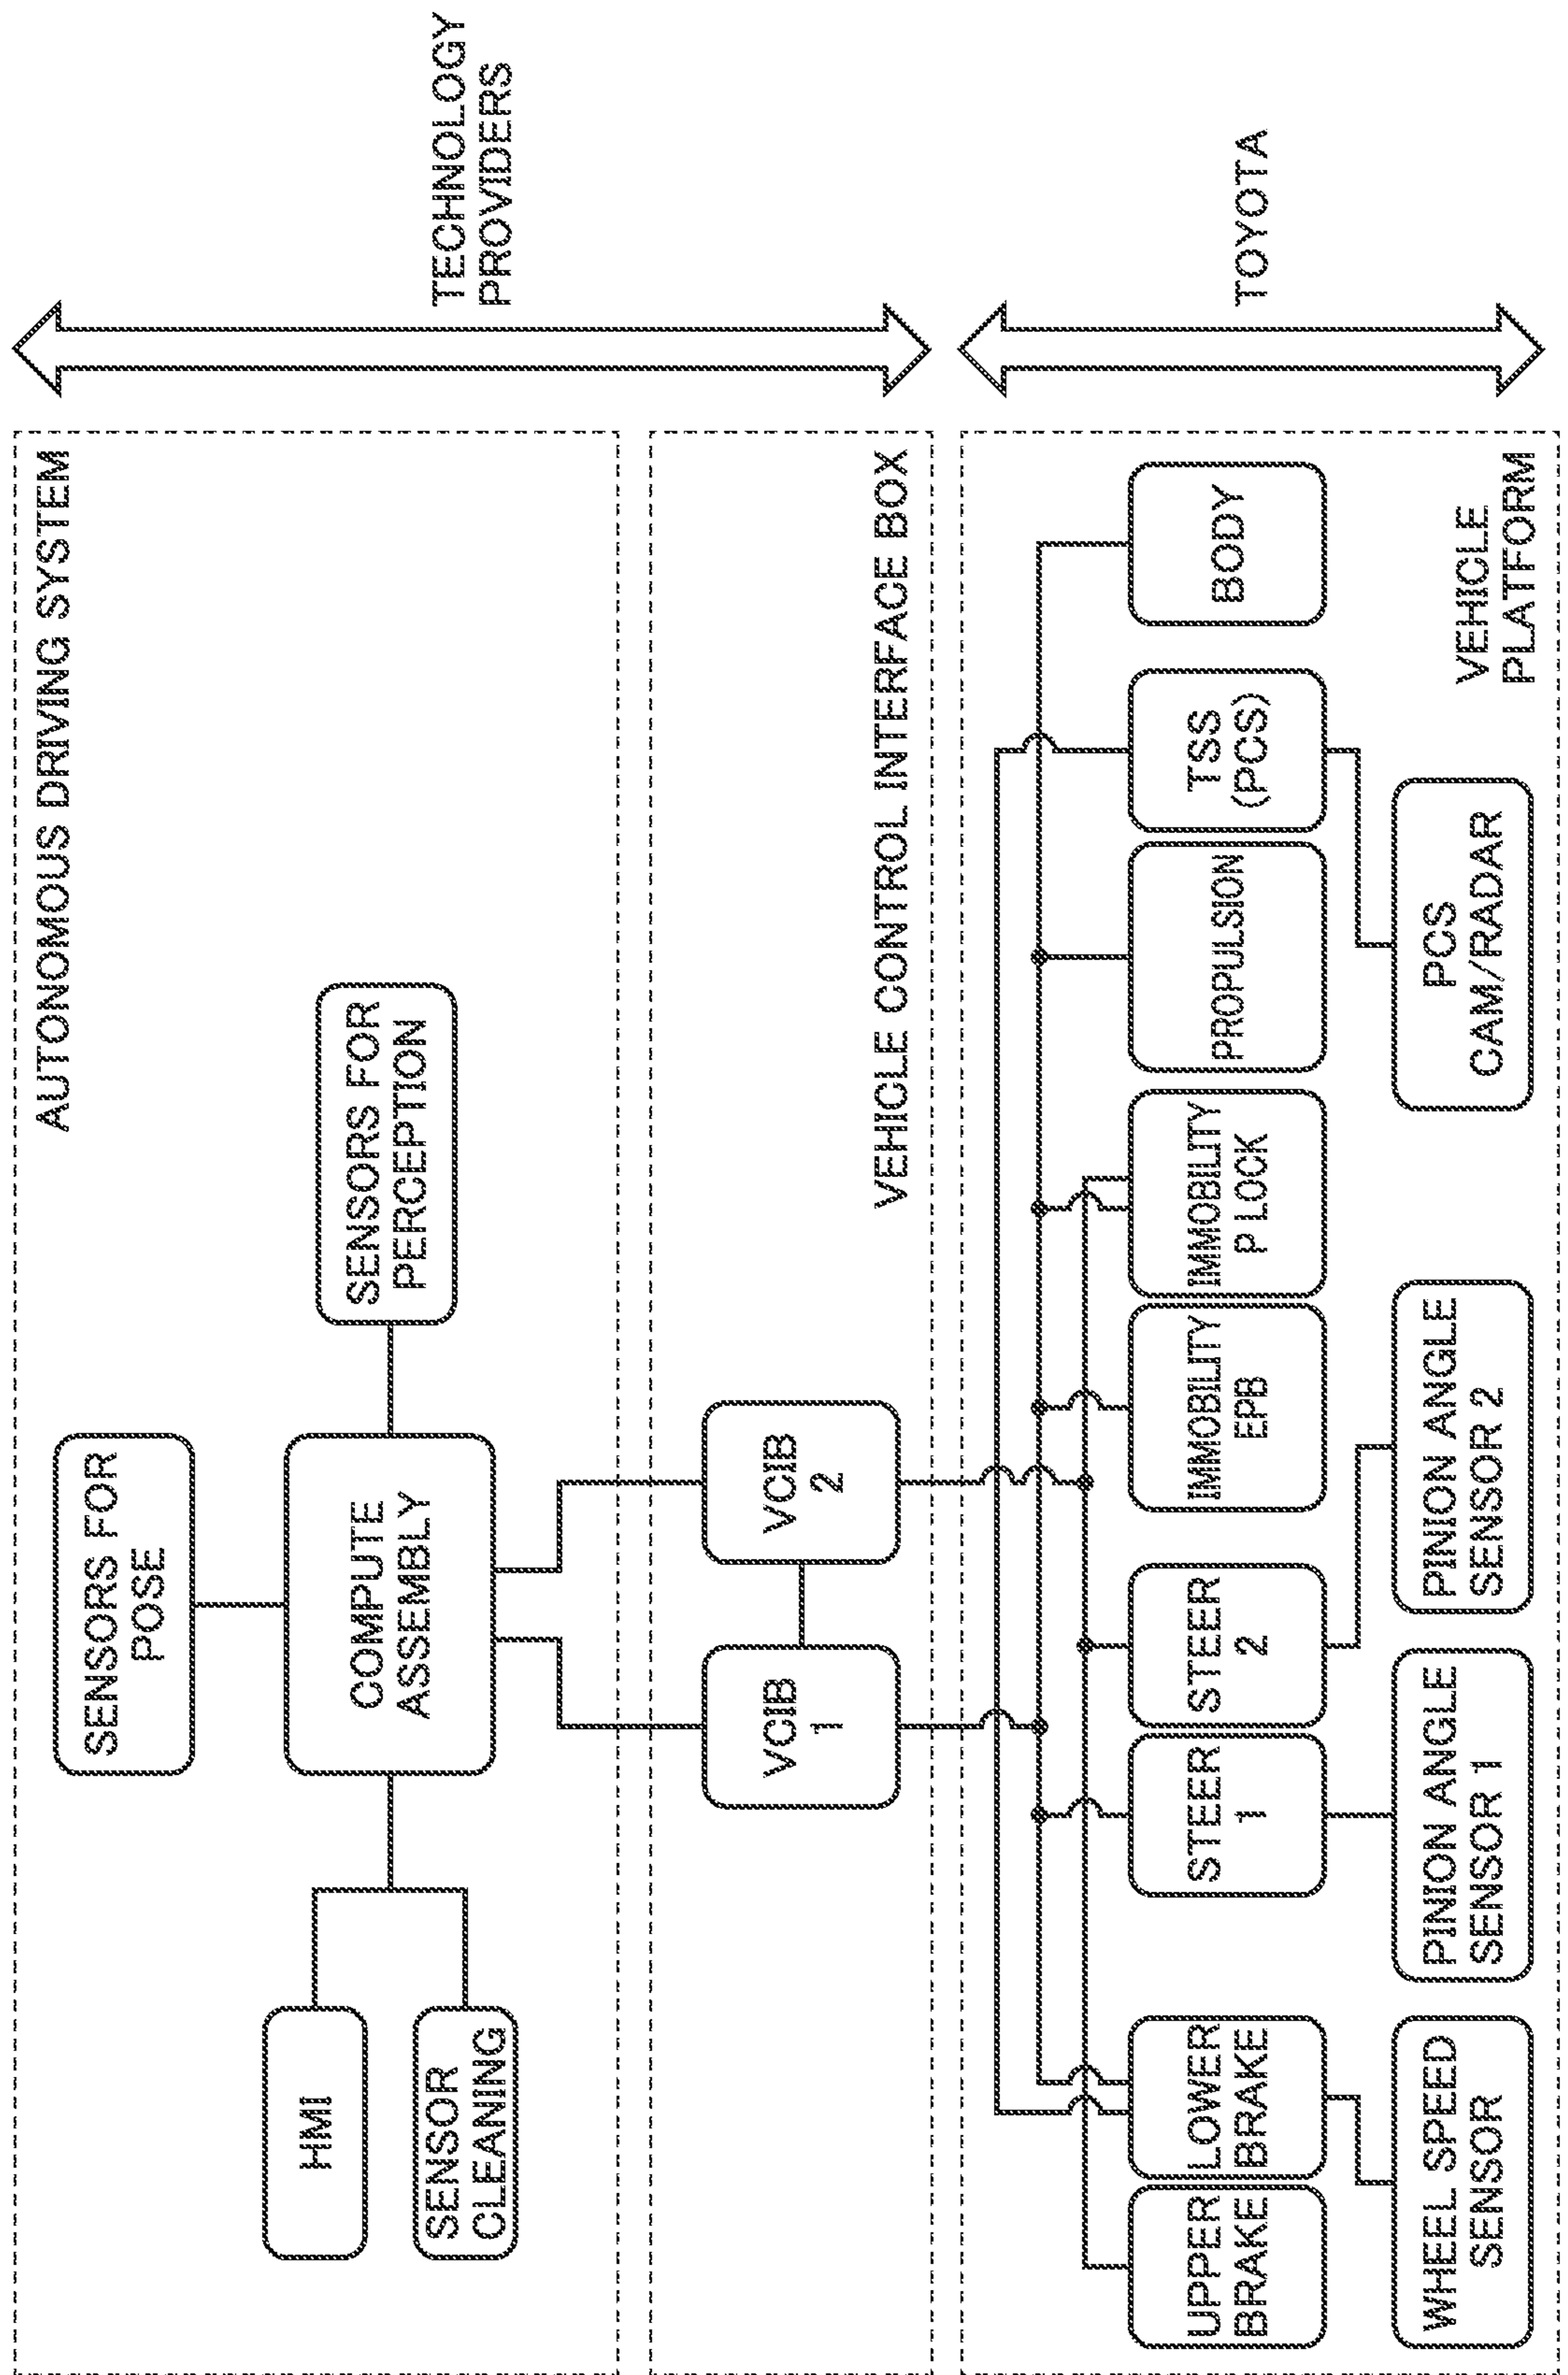 AUTONOMOUS DRIVING SYSTEM
SENSORS FOR
POSE
HMI
SENSOR
CLEANING
COMPUTE
ASSEMBLY
SENSORS FOR
PERCEPTION
TECHNOLOGY
PROVIDERS
VCIB
1
VCIB
2
VEHICLE CONTROL INTERFACE BOX
UPPER
BRAKE
LOWER
BRAKE
STEER
1
STEER
2
IMMOBILITY
EPB
IMMOBILITY
P LOCK
PROPULSION
TSS
(PCS)
BODY
TOYOTA
WHEEL SPEED
SENSOR
PINION ANGLE
SENSOR 1
PINION ANGLE
SENSOR 2
PCS
CAM/RADAR
VEHICLE
PLATFORM